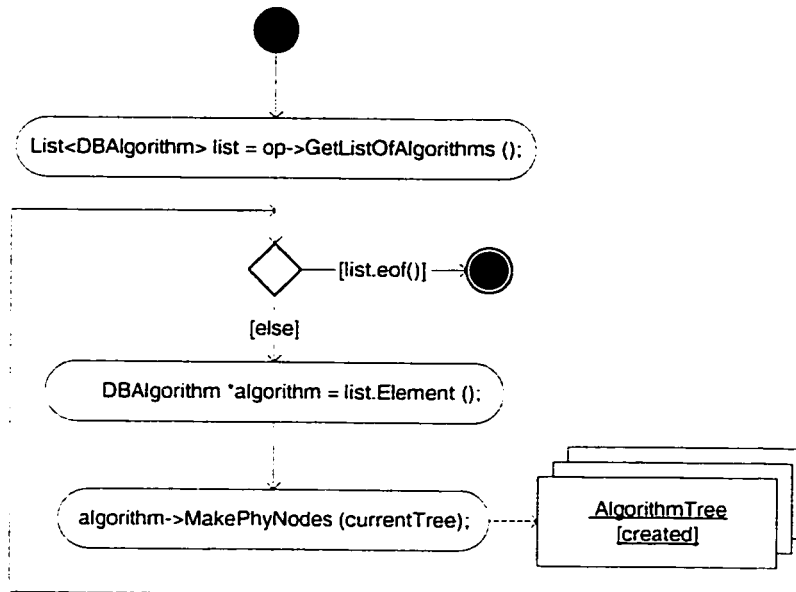 List<DBAlgorithm> list = op->GetListOfAlgorithms ();
[list.eof()]
[else]
DBAlgorithm *algorithm = list.Element ();
algorithm->MakePhyNodes (currentTree);
AlgorithmTree
[created]